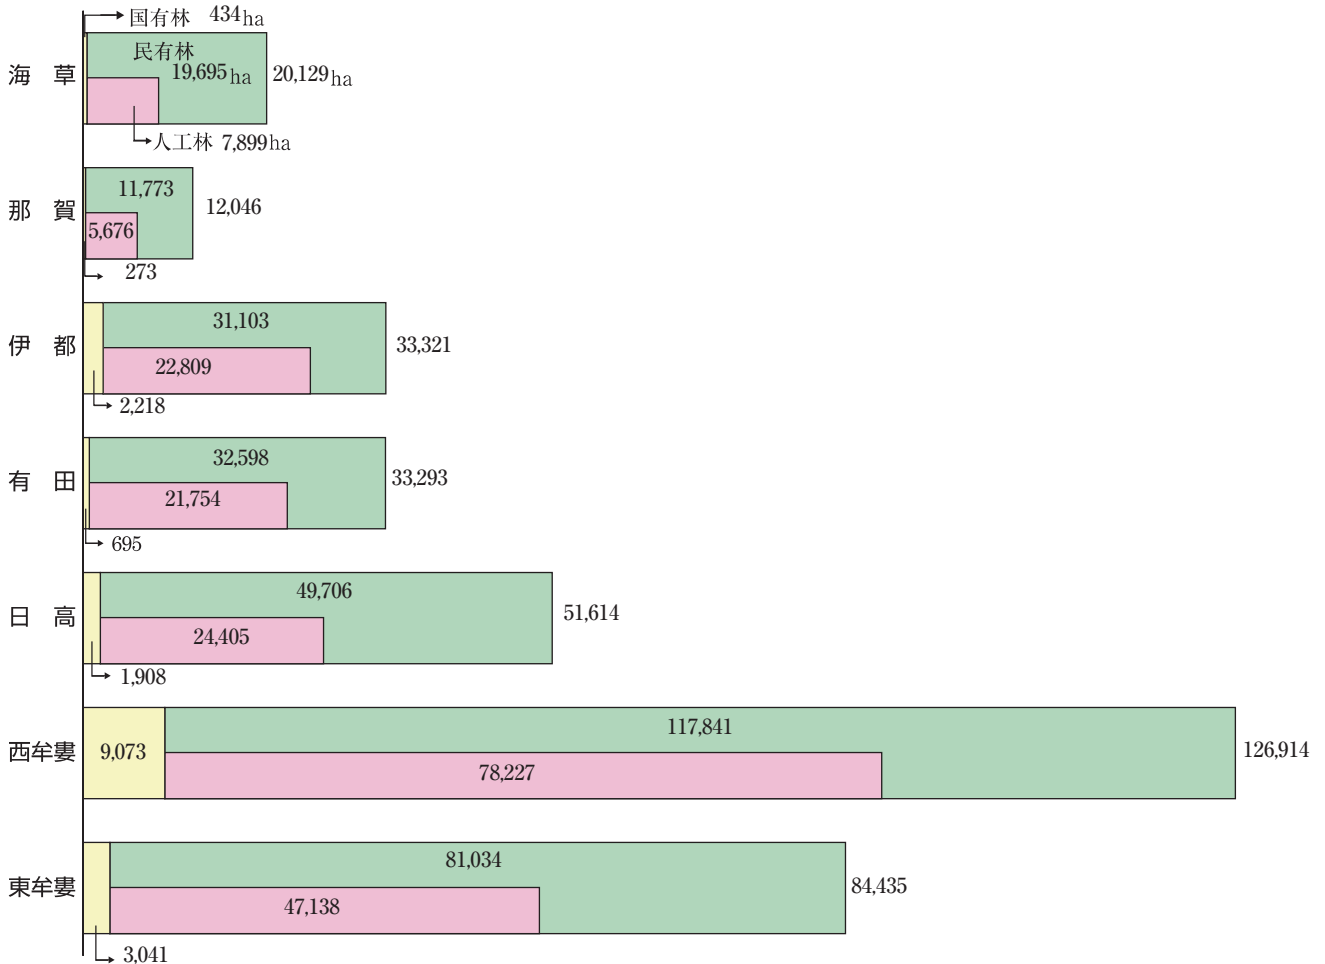 国有林 434ha
民有林
19,695ha
海 草
20,129ha
人工林 7,899ha
11,773
那 賀
12,046
5,676
273
31,103
伊 都
33,321
22,809
2,218
32,598
有 田
33,293
21,754
695
49,706
日 高
51,614
24,405
1,908
117,841
西牟婁
9,073
126,914
78,227
81,034
東牟婁
84,435
47,138
3,041